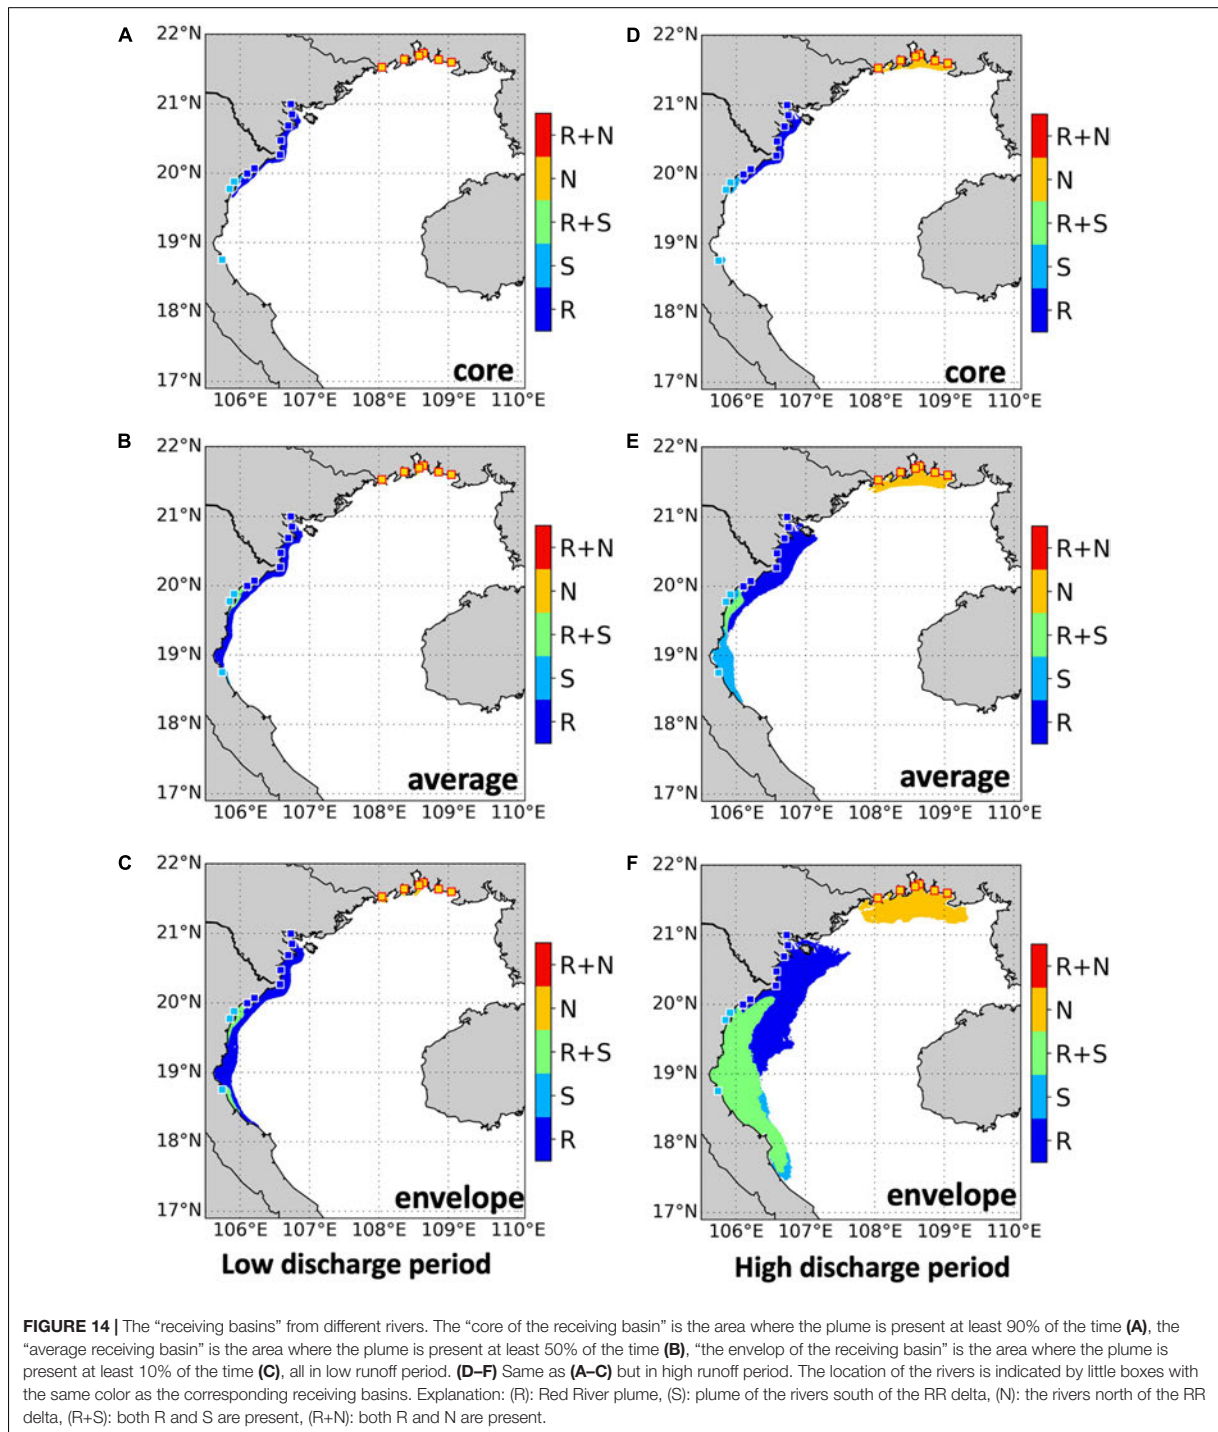 A
22°N
21°N
20°N
19°N
18°N
17°N
106°E 107°E 108°E 109°E 110°E
core
R+N
N
R+S
S
R
D
22°N
21°N
20°N
19°N
18°N
17°N
106°E 107°E 108°E 109°E 110°E
core
R+N
N
R+S
S
R
B
22°N
21°N
20°N
19°N
18°N
17°N
106°E 107°E 108°E 109°E 110°E
average
R+N
N
R+S
S
R
E
22°N
21°N
20°N
19°N
18°N
17°N
106°E 107°E 108°E 109°E 110°E
average
R+N
N
R+S
S
R
C
22°N
21°N
20°N
19°N
18°N
17°N
106°E 107°E 108°E 109°E 110°E
envelope
R+N
N
R+S
S
R
Low discharge period
F
22°N
21°N
20°N
19°N
18°N
17°N
106°E 107°E 108°E 109°E 110°E
envelope
R+N
N
R+S
S
R
High discharge period
FIGURE 14 | The “receiving basins” from different rivers. The “core of the receiving basin” is the area where the plume is present at least 90% of the time (A), the
“average receiving basin” is the area where the plume is present at least 50% of the time (B), “the envelop of the receiving basin” is the area where the plume is
present at least 10% of the time (C), all in low runoff period. (D–F) Same as (A–C) but in high runoff period. The location of the rivers is indicated by little boxes with
the same color as the corresponding receiving basins. Explanation: (R): Red River plume, (S): plume of the rivers south of the RR delta, (N): the rivers north of the RR
delta, (R+S): both R and S are present, (R+N): both R and N are present.